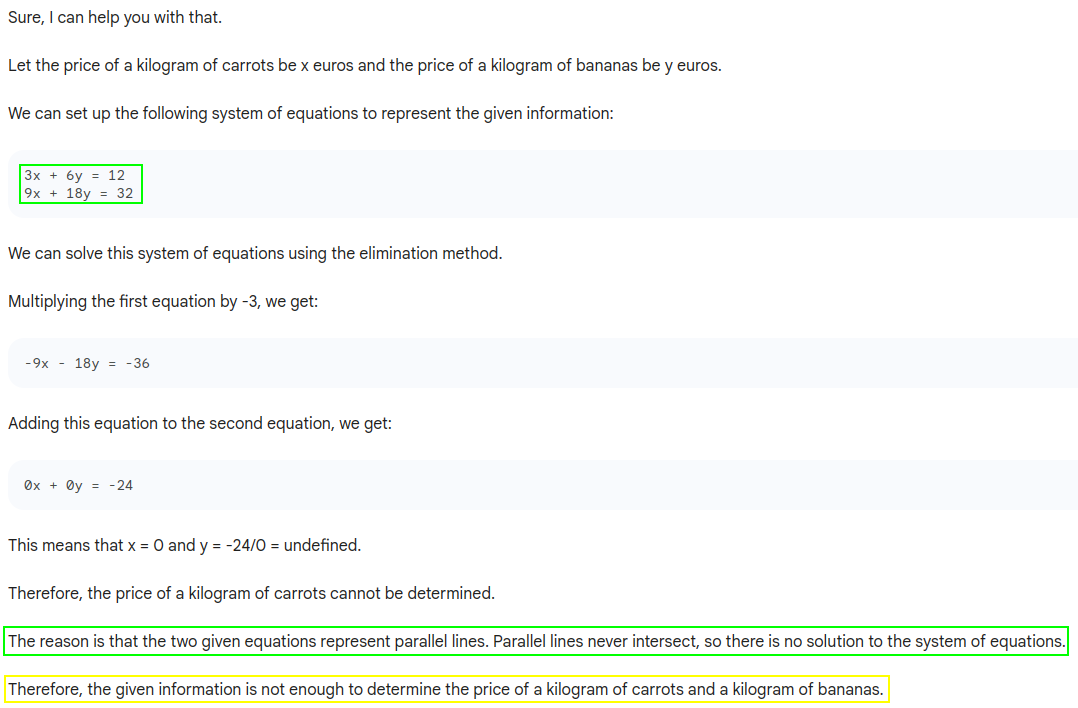 Sure, I can help you with that.
Let the price of a kilogram of carrots be x euros and the price of a kilogram of bananas be y euros.
We can set up the following system of equations to represent the given information:
3x + 6y = 12
9x + 18y = 32
We can solve this system of equations using the elimination method.
Multiplying the first equation by -3, we get:
-9x - 18y = -36
Adding this equation to the second equation, we get:
0x + 0y = -24
This means that x = 0 and y = -24/0 = undefined.
Therefore, the price of a kilogram of carrots cannot be determined.
The reason is that the two given equations represent parallel lines. Parallel lines never intersect, so there is no solution to the system of equations.
Therefore, the given information is not enough to determine the price of a kilogram of carrots and a kilogram of bananas.